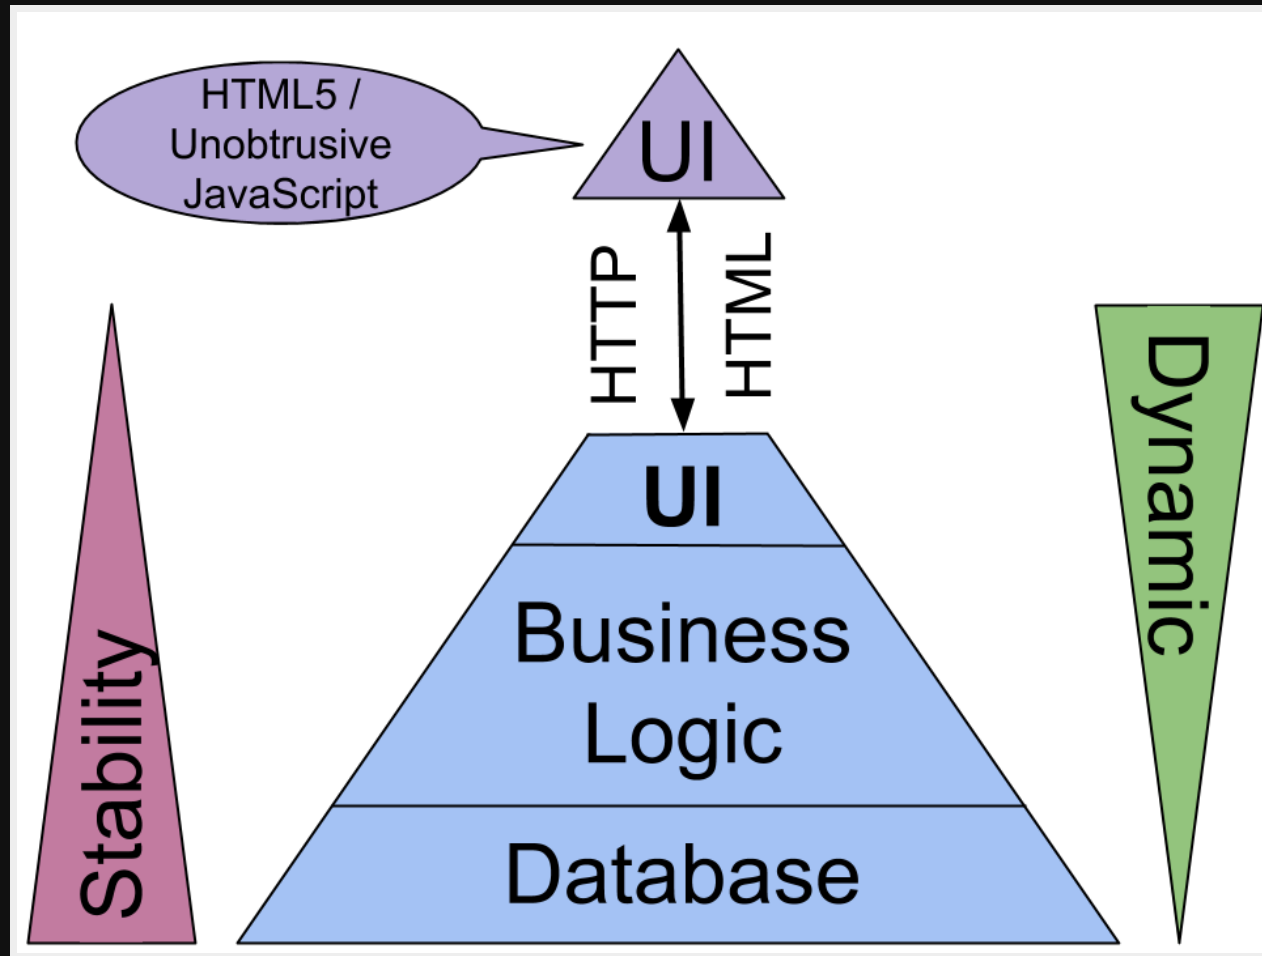 HTML5 /
Unobtrusive
JavaScript
UI
HTTP
HTML
UI
Business
Logic
Database
Stability
Dynamic